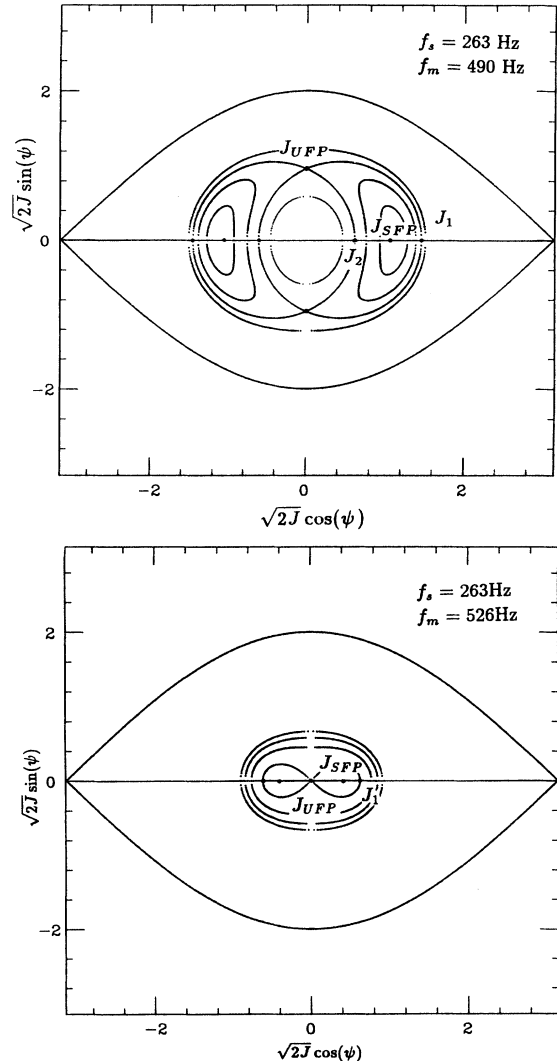 f_s = 263 Hz
f_m = 490 Hz
2
0
−2
√2J sin(ψ)
J_UFP
J_1
J_SFP
J_2
−2
0
2
√2J cos(ψ)
f_s = 263Hz
f_m = 526Hz
2
0
−2
√2J sin(ψ)
J_SFP
J_1
J_UFP
−2
0
2
√2J cos(ψ)